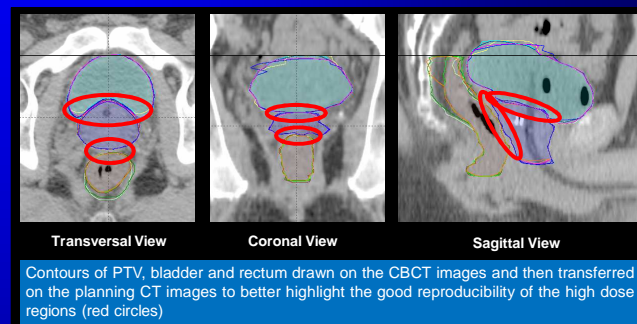 Transversal View
Coronal View
Sagittal View
Contours of PTV, bladder and rectum drawn on the CBCT images and then transferred
on the planning CT images to better highlight the good reproducibility of the high dose
regions (red circles)